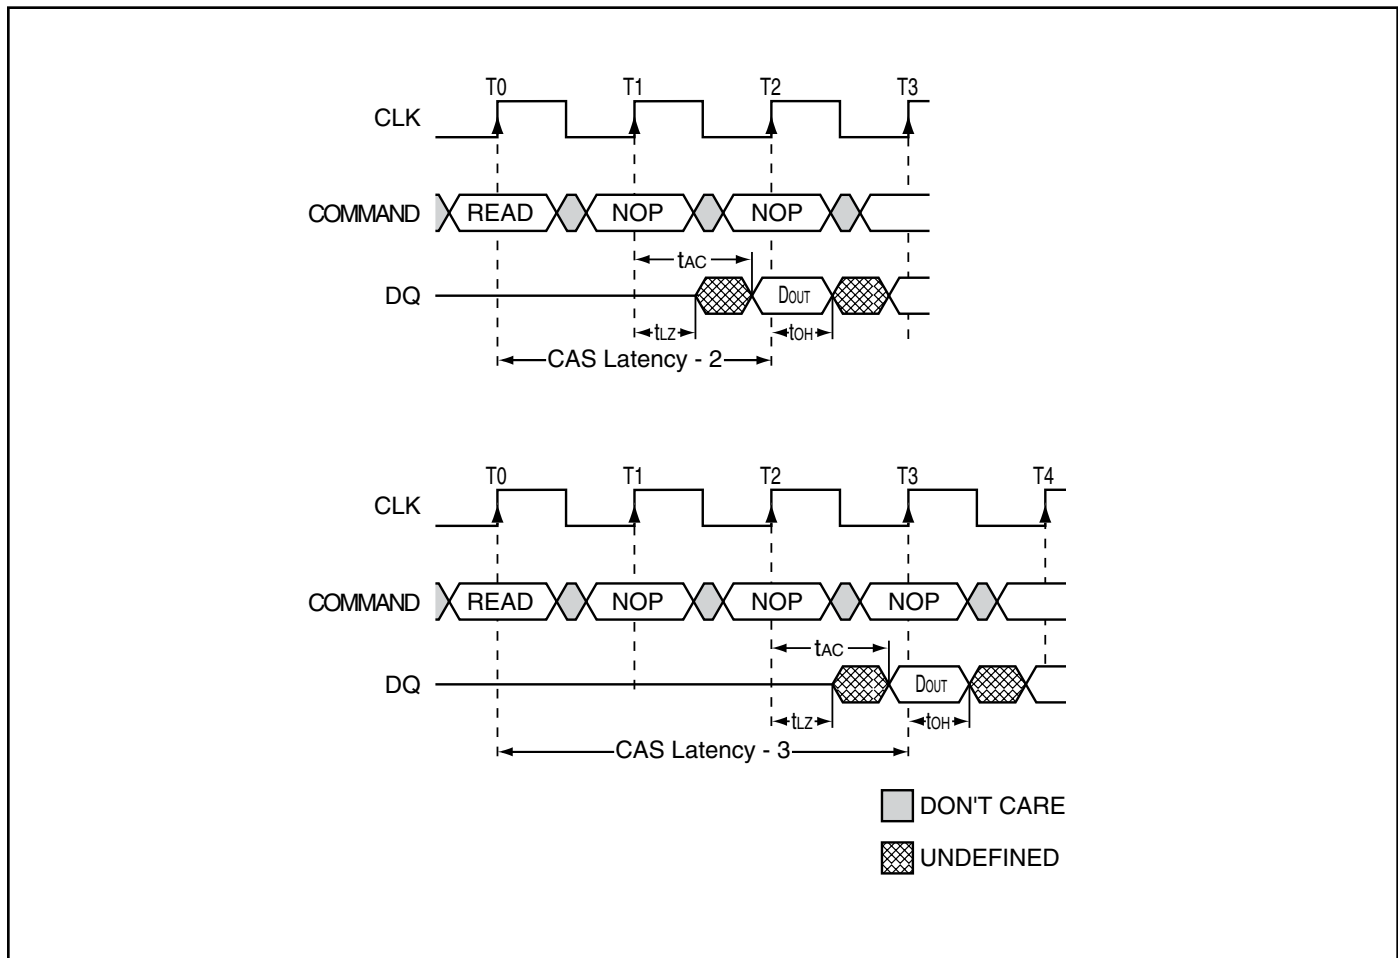 T0 T1 T2 T3
CLK
COMMAND READ NOP NOP
tAC
DQ DOUT
tLZ tOH
CAS Latency - 2
T0 T1 T2 T3 T4
CLK
COMMAND READ NOP NOP NOP
tAC
DQ DOUT
tLZ tOH
CAS Latency - 3
DON'T CARE
UNDEFINED